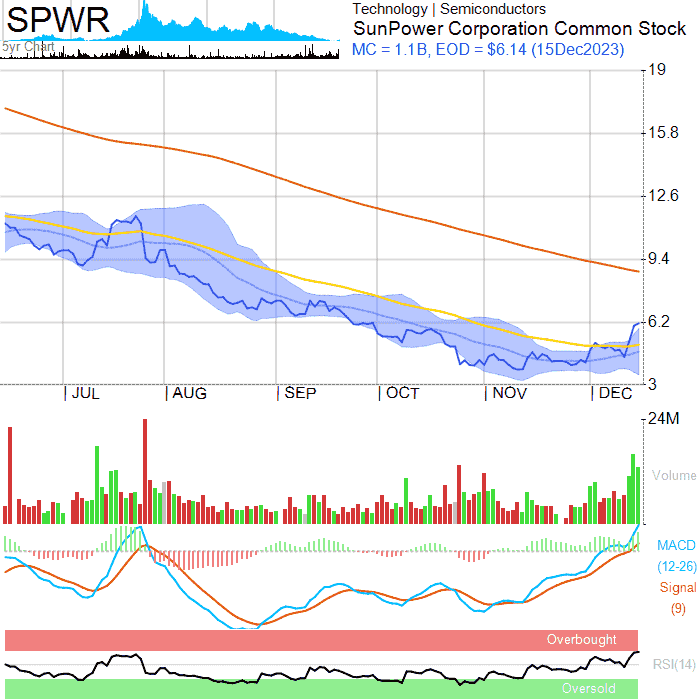 SPWR
5yr Chart
Technology | Semiconductors
SunPower Corporation Common Stock
MC = 1.1B, EOD = $6.14 (15Dec2023)
19
15.8
12.6
9.4
6.2
3
| JUL | AUG | SEP | OCT | NOV | DEC
24M
Volume
MACD
(12-26)
Signal
(9)
Overbought
RSI(14)
Oversold